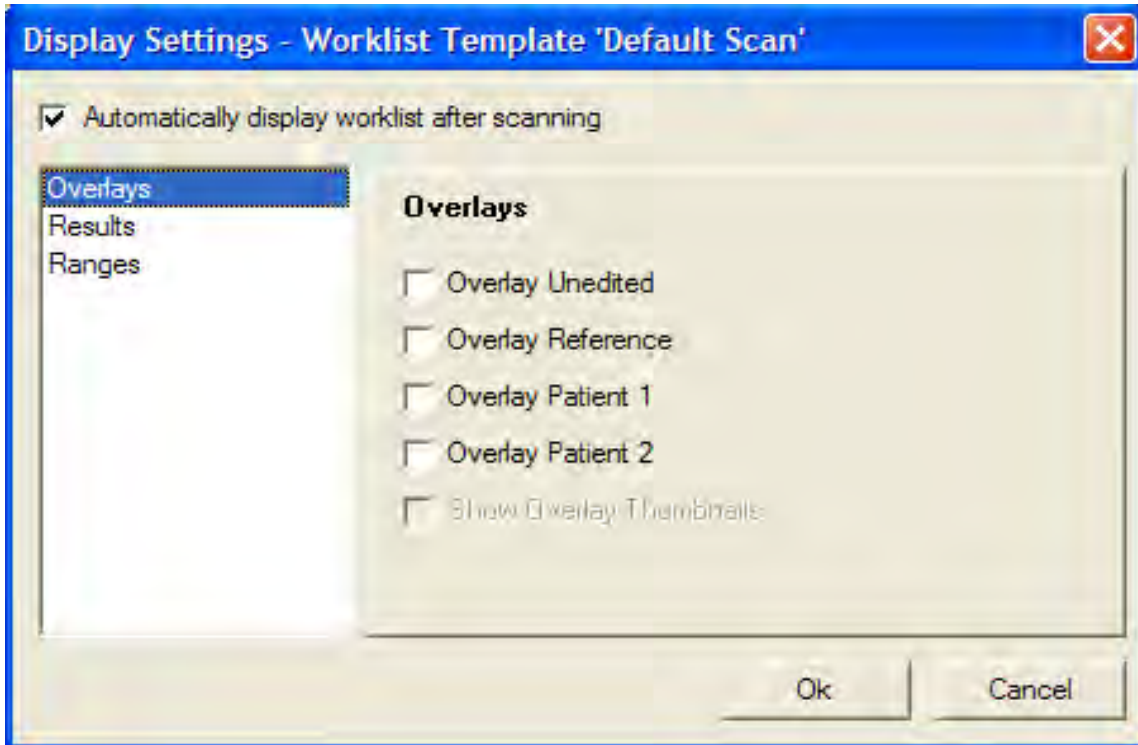 Display Settings - Worklist Template 'Default Scan'
Automatically display worklist after scanning
Overlays
Results
Ranges
Overlays
Overlay Unedited
Overlay Reference
Overlay Patient 1
Overlay Patient 2
Show Overlay Thumbnails
Ok
Cancel